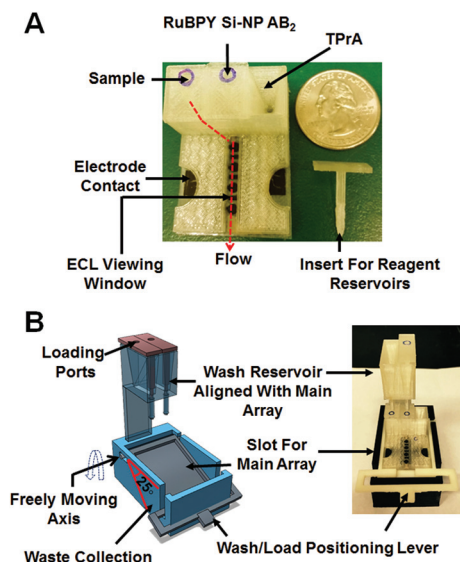 A
RuBPY Si-NP AB2
TPrA
Sample
Electrode
Contact
ECL Viewing
Window
Flow
Insert For Reagent
Reservoirs
B
Loading
Ports
Wash Reservoir
Aligned With Main
Array
Slot For
Main Array
25°
Freely Moving
Axis
Waste Collection
Wash/Load Positioning Lever